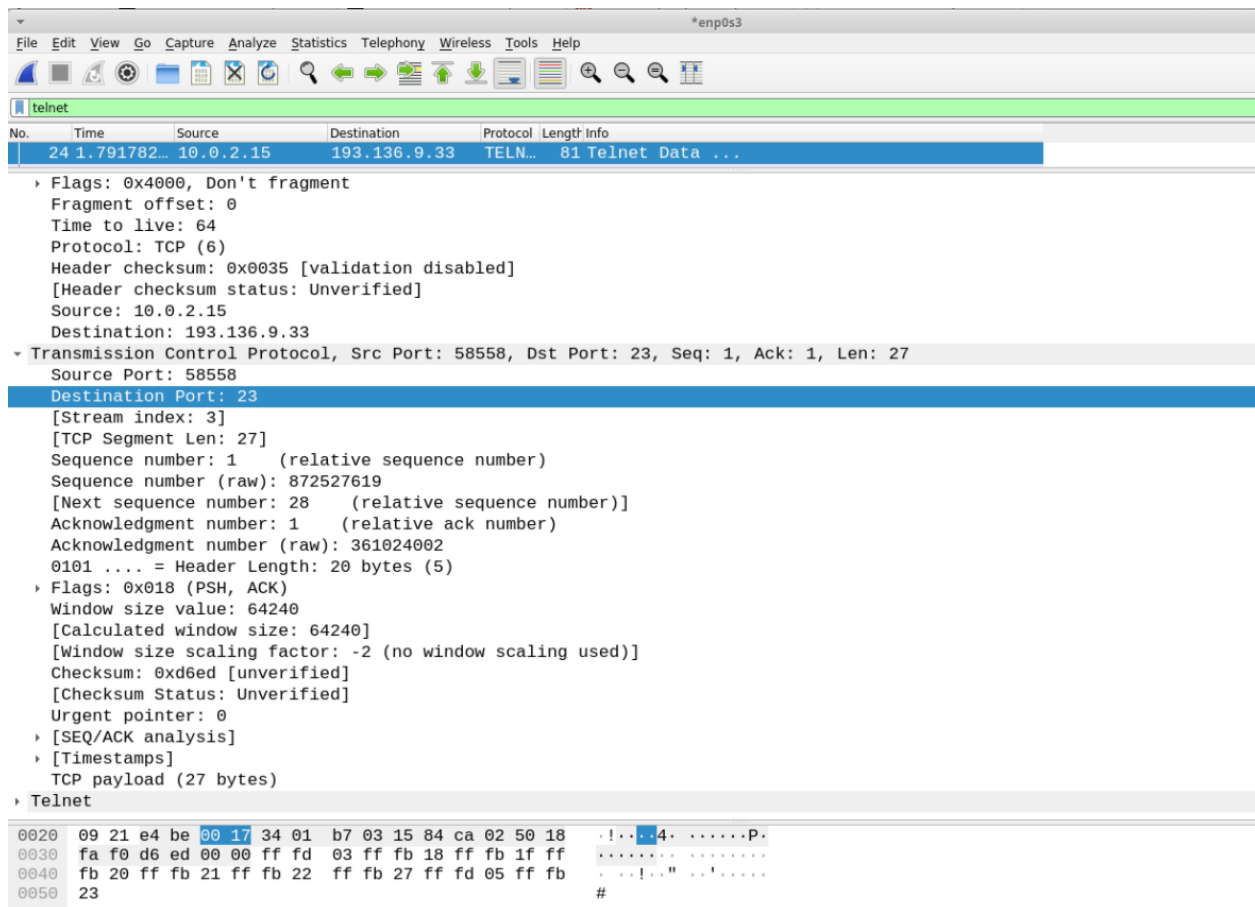 *enp0s3
File Edit View Go Capture Analyze Statistics Telephony Wireless Tools Help
telnet
No. Time Source Destination Protocol Length Info
24 1.791782… 10.0.2.15 193.136.9.33 TELN… 81 Telnet Data ...
Flags: 0x4000, Don't fragment
Fragment offset: 0
Time to live: 64
Protocol: TCP (6)
Header checksum: 0x0035 [validation disabled]
[Header checksum status: Unverified]
Source: 10.0.2.15
Destination: 193.136.9.33
Transmission Control Protocol, Src Port: 58558, Dst Port: 23, Seq: 1, Ack: 1, Len: 27
Source Port: 58558
Destination Port: 23
[Stream index: 3]
[TCP Segment Len: 27]
Sequence number: 1 (relative sequence number)
Sequence number (raw): 872527619
[Next sequence number: 28 (relative sequence number)]
Acknowledgment number: 1 (relative ack number)
Acknowledgment number (raw): 361024002
0101 .... = Header Length: 20 bytes (5)
Flags: 0x018 (PSH, ACK)
Window size value: 64240
[Calculated window size: 64240]
[Window size scaling factor: -2 (no window scaling used)]
Checksum: 0xd6ed [unverified]
[Checksum Status: Unverified]
Urgent pointer: 0
[SEQ/ACK analysis]
[Timestamps]
TCP payload (27 bytes)
Telnet
0020 09 21 e4 be 00 17 34 01 b7 03 15 84 ca 02 50 18 ·!····4· ······P·
0030 fa f0 d6 ed 00 00 ff fd 03 ff fb 18 ff fb 1f ff ········ ········
0040 fb 20 ff fb 21 ff fb 22 ff fb 27 ff fd 05 ff fb · ··!··" ··'·····
0050 23 #